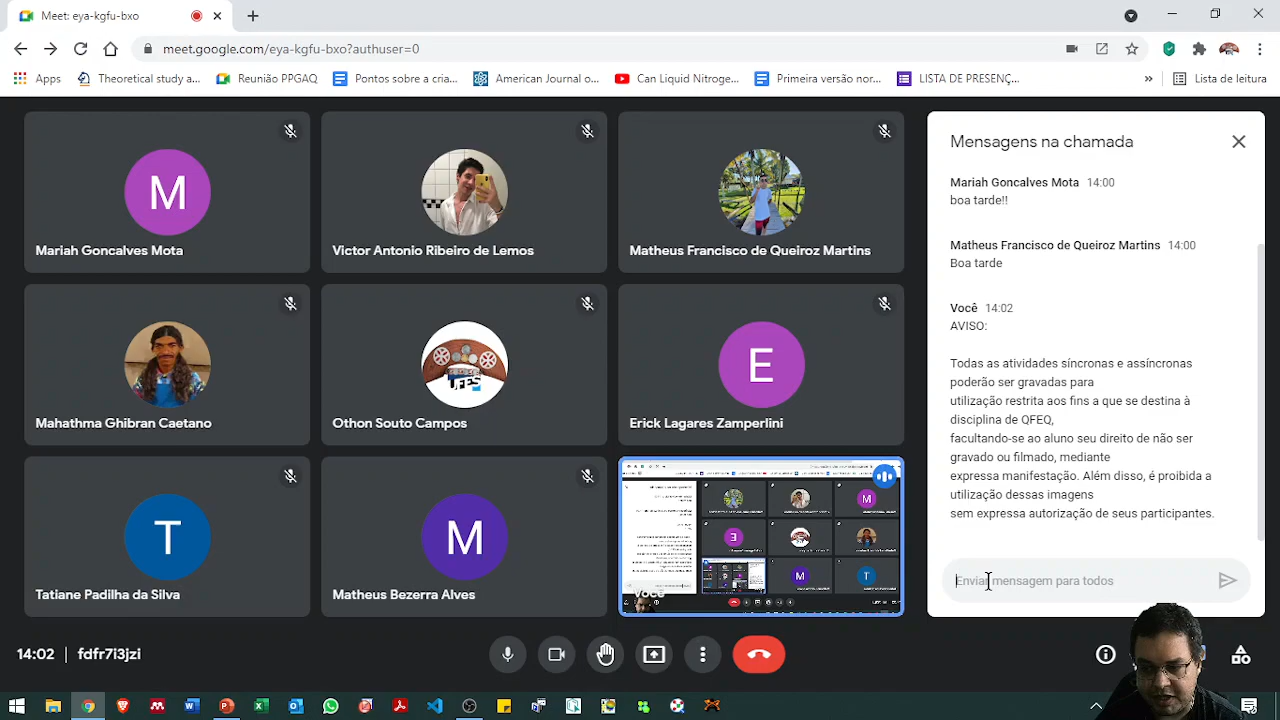 Meet: eya-kgfu-bxo
meet.google.com/eya-kgfu-bxo?authuser=0
Apps
Theoretical study a...
Reunião PPGAQ
Pontos sobre a cria...
American Journal o...
Can Liquid Nitroge...
Primeira versão nor...
LISTA DE PRESENÇ...
»
Lista de leitura
M
Mariah Goncalves Mota
Victor Antonio Ribeiro de Lemos
Matheus Francisco de Queiroz Martins
Mahathma Ghibran Caetano
Othon Souto Campos
E
Erick Lagares Zamperlini
T
Tatiane Padilha da Silva
M
Matheus Bezerra Alves
Você
Mensagens na chamada
Mariah Goncalves Mota 14:00
boa tarde!!
Matheus Francisco de Queiroz Martins 14:00
Boa tarde
Você 14:02
AVISO:
Todas as atividades síncronas e assíncronas
poderão ser gravadas para
utilização restrita aos fins a que se destina à
disciplina de QFEQ,
facultando-se ao aluno seu direito de não ser
gravado ou filmado, mediante
expressa manifestação. Além disso, é proibida a
utilização dessas imagens
sem expressa autorização de seus participantes.
Enviar mensagem para todos
14:02 | fdfr7i3jzi